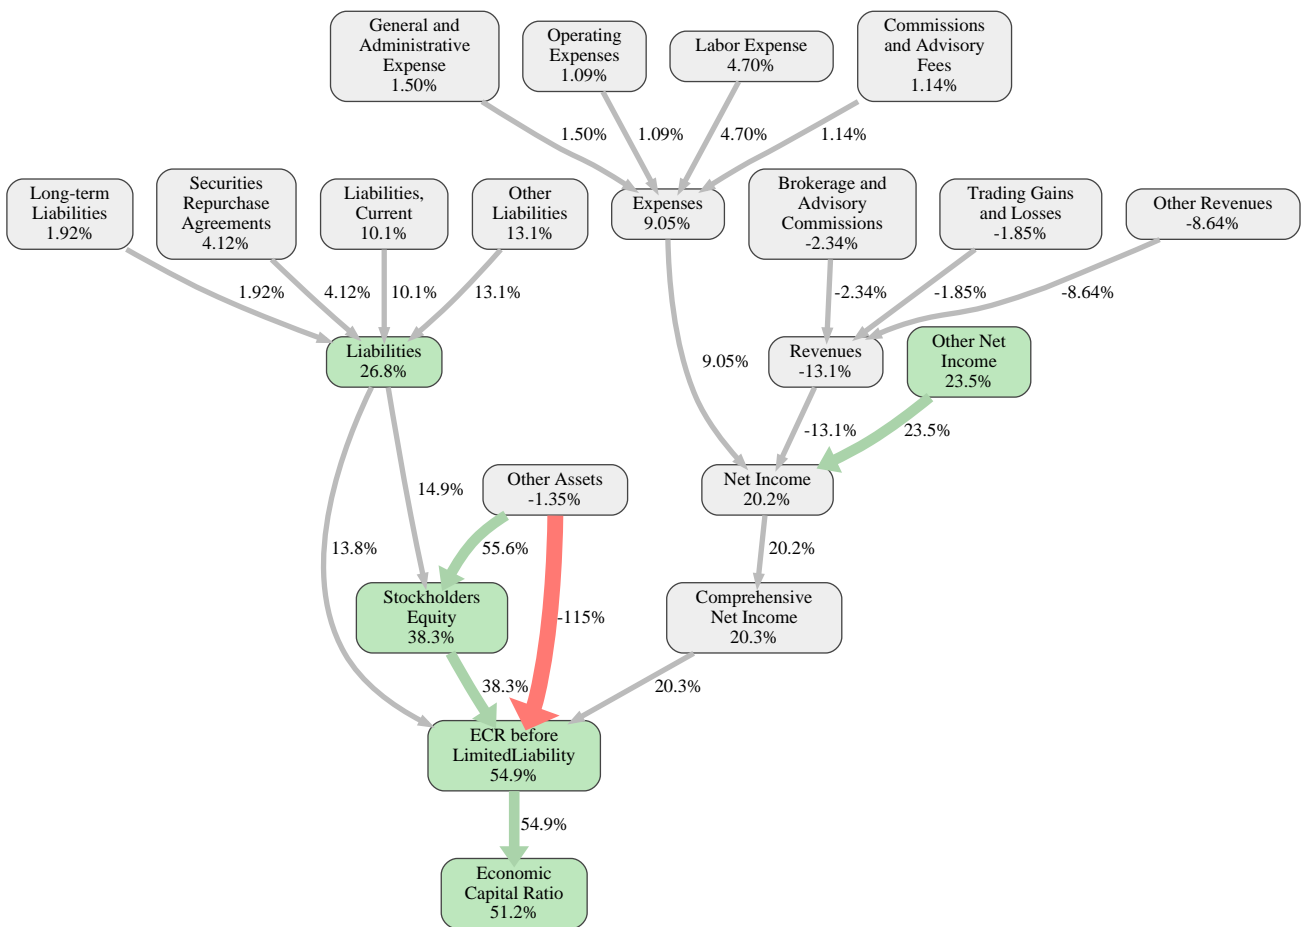 General and
Administrative
Expense
1.50%
Operating
Expenses
1.09%
Labor Expense
4.70%
Commissions
and Advisory
Fees
1.14%
1.50%
1.09%
4.70%
1.14%
Long-term
Liabilities
1.92%
Securities
Repurchase
Agreements
4.12%
Liabilities,
Current
10.1%
Other
Liabilities
13.1%
Expenses
9.05%
Brokerage and
Advisory
Commissions
-2.34%
Trading Gains
and Losses
-1.85%
Other Revenues
-8.64%
1.92%
4.12%
10.1%
13.1%
-2.34%
-1.85%
-8.64%
Liabilities
26.8%
9.05%
Revenues
-13.1%
Other Net
Income
23.5%
-13.1%
23.5%
14.9%
Other Assets
-1.35%
Net Income
20.2%
13.8%
55.6%
-115%
20.2%
Stockholders
Equity
38.3%
Comprehensive
Net Income
20.3%
38.3%
20.3%
ECR before
LimitedLiability
54.9%
54.9%
Economic
Capital Ratio
51.2%